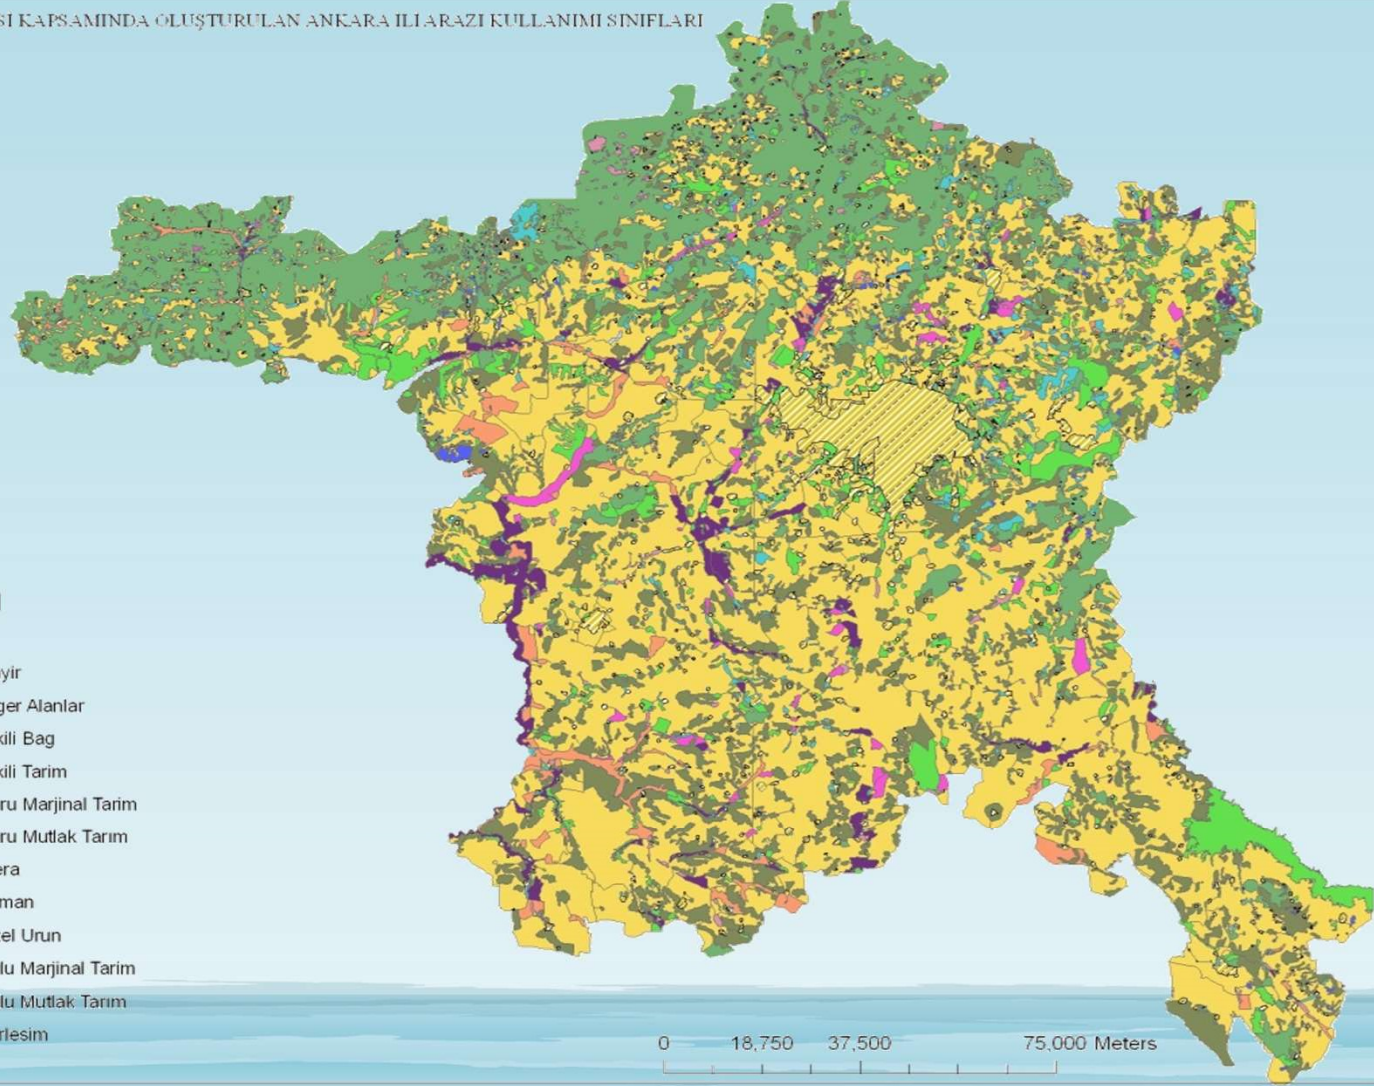 SI KAPSAMINDA OLUŞTURULAN ANKARA ILI ARAZI KULLANIMI SINIFLARI
yir
ger Alanlar
kili Bag
kili Tarim
ru Marjinal Tarim
ru Mutlak Tarım
era
man
el Urun
lu Marjinal Tarim
lu Mutlak Tarım
rlesim
0 18,750 37,500 75,000 Meters